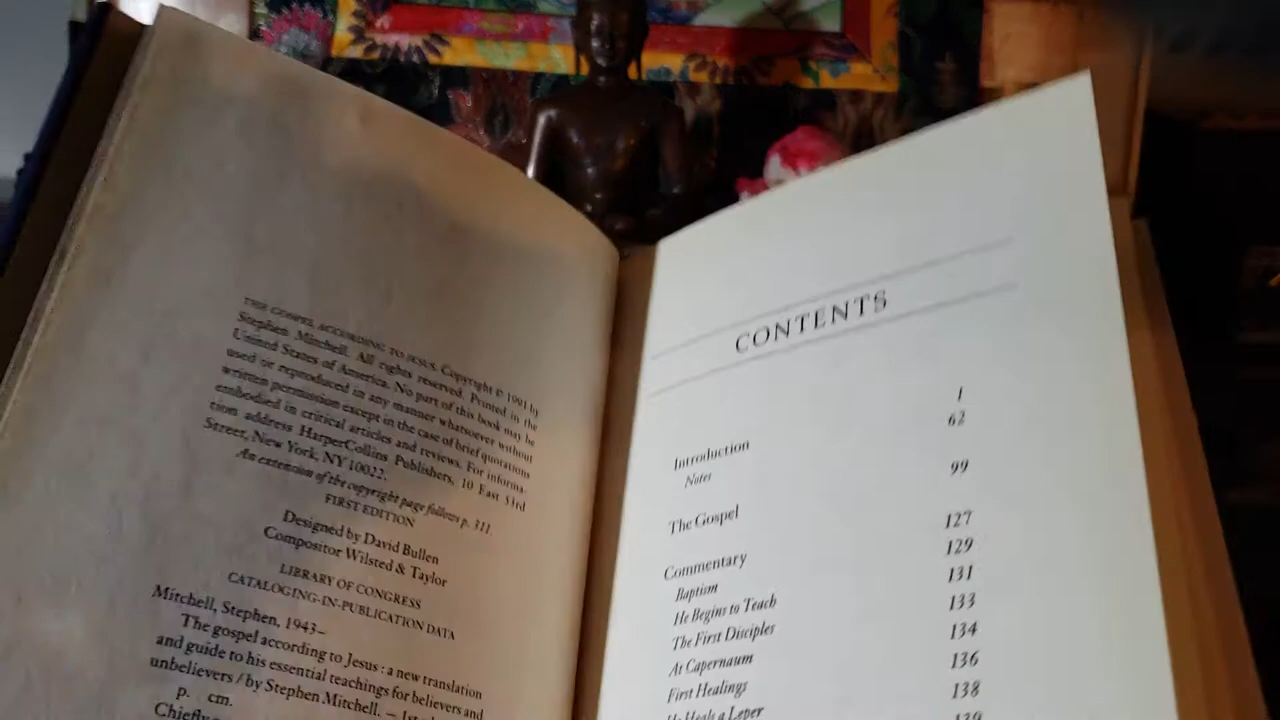 THE GOSPEL ACCORDING TO JESUS. Copyright © 1991 by
Stephen Mitchell. All rights reserved. Printed in the
United States of America. No part of this book may be
used or reproduced in any manner whatsoever without
written permission except in the case of brief quotations
embodied in critical articles and reviews. For informa-
tion address HarperCollins Publishers, 10 East 53rd
Street, New York, NY 10022.
An extension of the copyright page follows p. 311.
FIRST EDITION
Designed by David Bullen
Compositor Wilsted & Taylor
LIBRARY OF CONGRESS
CATALOGING-IN-PUBLICATION DATA
Mitchell, Stephen, 1943–
The gospel according to Jesus : a new translation
and guide to his essential teachings for believers and
unbelievers / by Stephen Mitchell. — 1st
p. cm.
Chiefly
CONTENTS
Introduction 1
Notes 62
The Gospel 99
Commentary 127
Baptism 129
He Begins to Teach 131
The First Disciples 133
At Capernaum 134
First Healings 136
He Heals a Leper 138
139